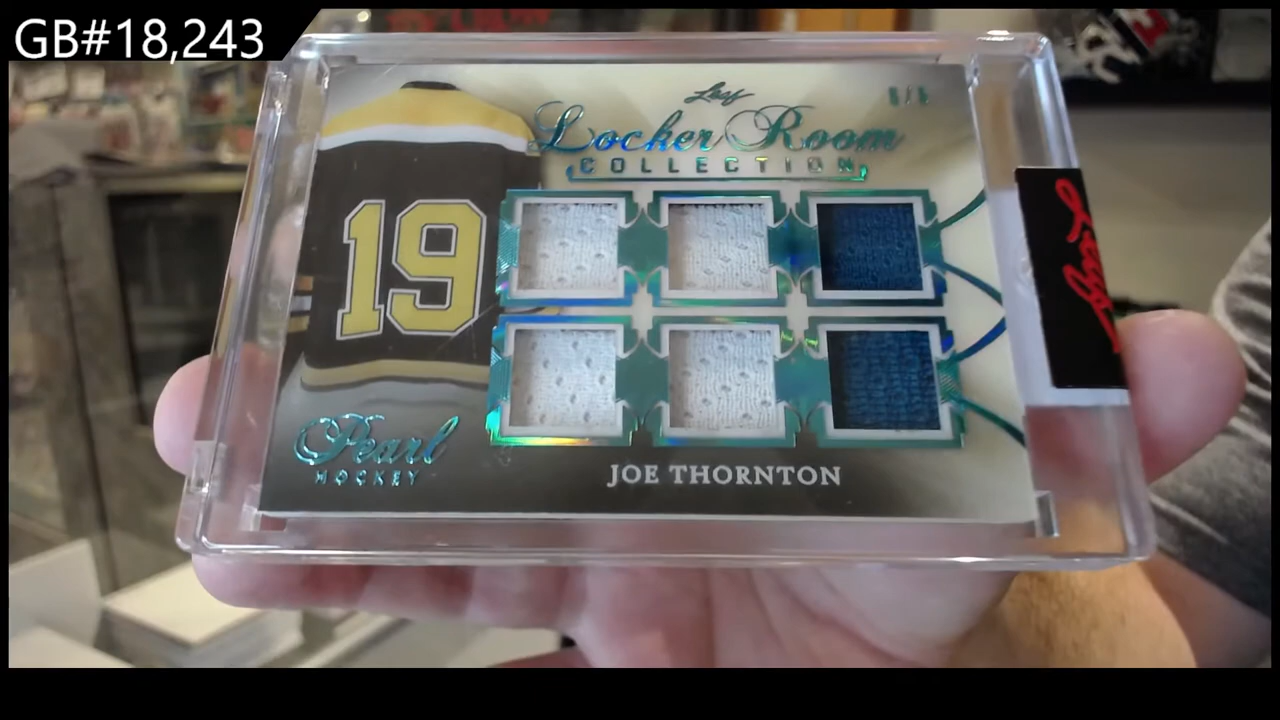 GB#18,243
Leaf
Locker Room
COLLECTION
19
Pearl
HOCKEY
JOE THORNTON